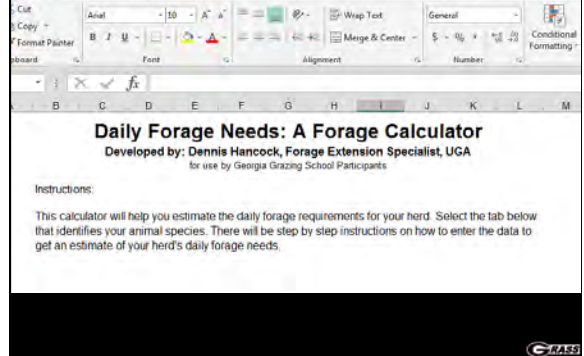 Cut
Copy
Format Painter
Arial
10
Wrap Text
General
B I U
Merge & Center
$ - %
Conditional
Formatting
Font
Alignment
Number
fx
B C D E F G H I J K L M
Daily Forage Needs: A Forage Calculator
Developed by: Dennis Hancock, Forage Extension Specialist, UGA
for use by Georgia Grazing School Participants
Instructions:
This calculator will help you estimate the daily forage requirements for your herd. Select the tab below
that identifies your animal species. There will be step by step instructions on how to enter the data to
get an estimate of your herd's daily forage needs.
GRASS